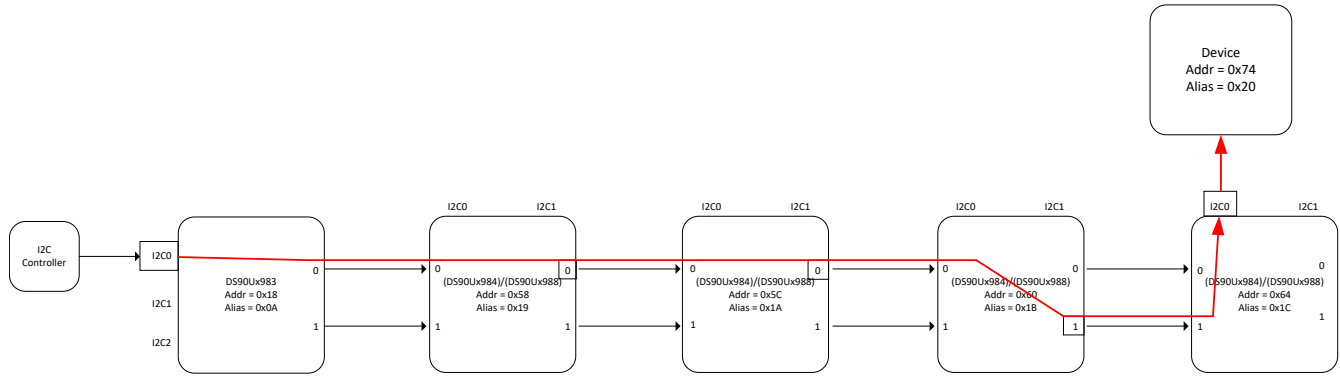 Device
Addr = 0x74
Alias = 0x20
I2C
Controller
I2C0
I2C1
I2C2
DS90Ux983
Addr = 0x18
Alias = 0x0A
0
1
I2C0
I2C1
0
0
(DS90Ux984)/(DS90Ux988)
Addr = 0x58
Alias = 0x19
1
1
I2C0
I2C1
0
0
(DS90Ux984)/(DS90Ux988)
Addr = 0x5C
Alias = 0x1A
1
1
I2C0
I2C1
0
0
(DS90Ux984)/(DS90Ux988)
Addr = 0x60
Alias = 0x1B
1
1
I2C0
I2C1
0
0
(DS90Ux984)/(DS90Ux988)
Addr = 0x64
Alias = 0x1C
1
1